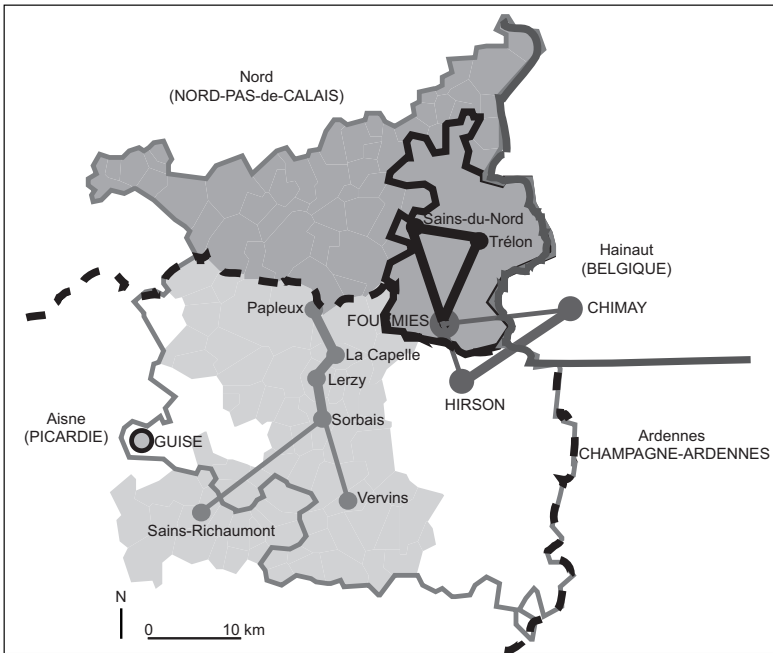 Nord
(NORD-PAS-de-CALAIS)
Sains-du-Nord
Trélon
Hainaut
(BELGIQUE)
Papleux
FOURMIES
CHIMAY
La Capelle
Lerzy
HIRSON
Aisne
(PICARDIE)
Sorbais
GUISE
Ardennes
CHAMPAGNE-ARDENNES
Vervins
Sains-Richaumont
N
0 10 km